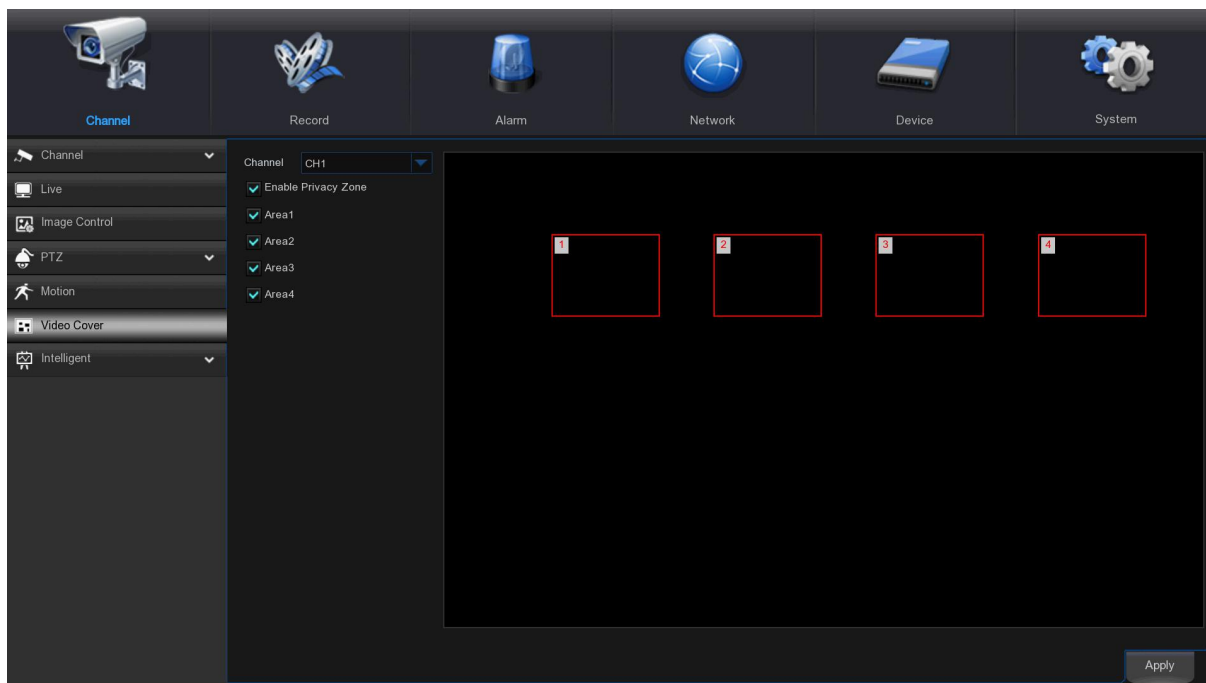 Channel
Record
Alarm
Network
Device
System
Channel
Live
Image Control
PTZ
Motion
Video Cover
Intelligent
Channel CH1
Enable Privacy Zone
Area1
Area2
Area3
Area4
1 2 3 4
Apply